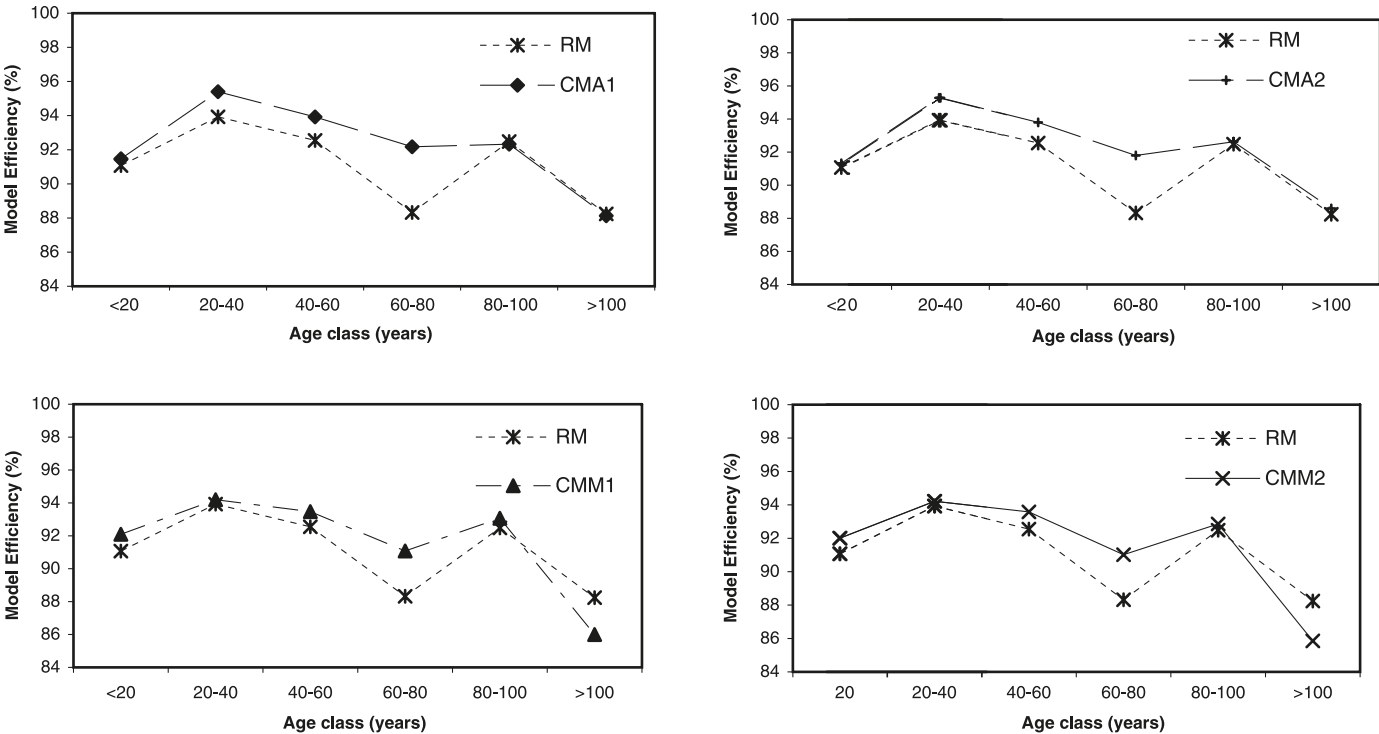 100
98
96
94
92
90
88
86
84
Model Efficiency (%)
RM
CMA1
<20 20-40 40-60 60-80 80-100 >100
Age class (years)
100
98
96
94
92
90
88
86
84
Model Efficiency (%)
RM
CMA2
<20 20-40 40-60 60-80 80-100 >100
Age class (years)
100
98
96
94
92
90
88
86
84
Model Efficiency (%)
RM
CMM1
<20 20-40 40-60 60-80 80-100 >100
Age class (years)
100
98
96
94
92
90
88
86
84
Model Efficiency (%)
RM
CMM2
20 20-40 40-60 60-80 80-100 >100
Age class (years)